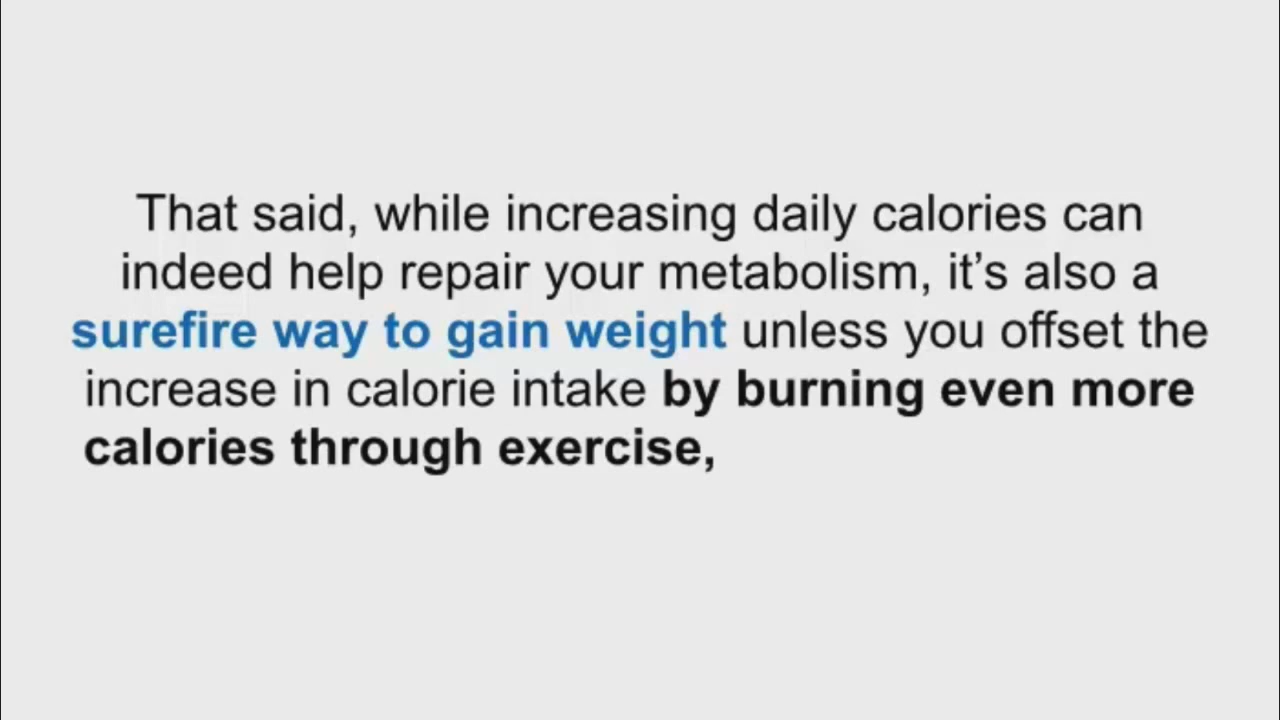 That said, while increasing daily calories can
indeed help repair your metabolism, it’s also a
surefire way to gain weight unless you offset the
increase in calorie intake by burning even more
calories through exercise,